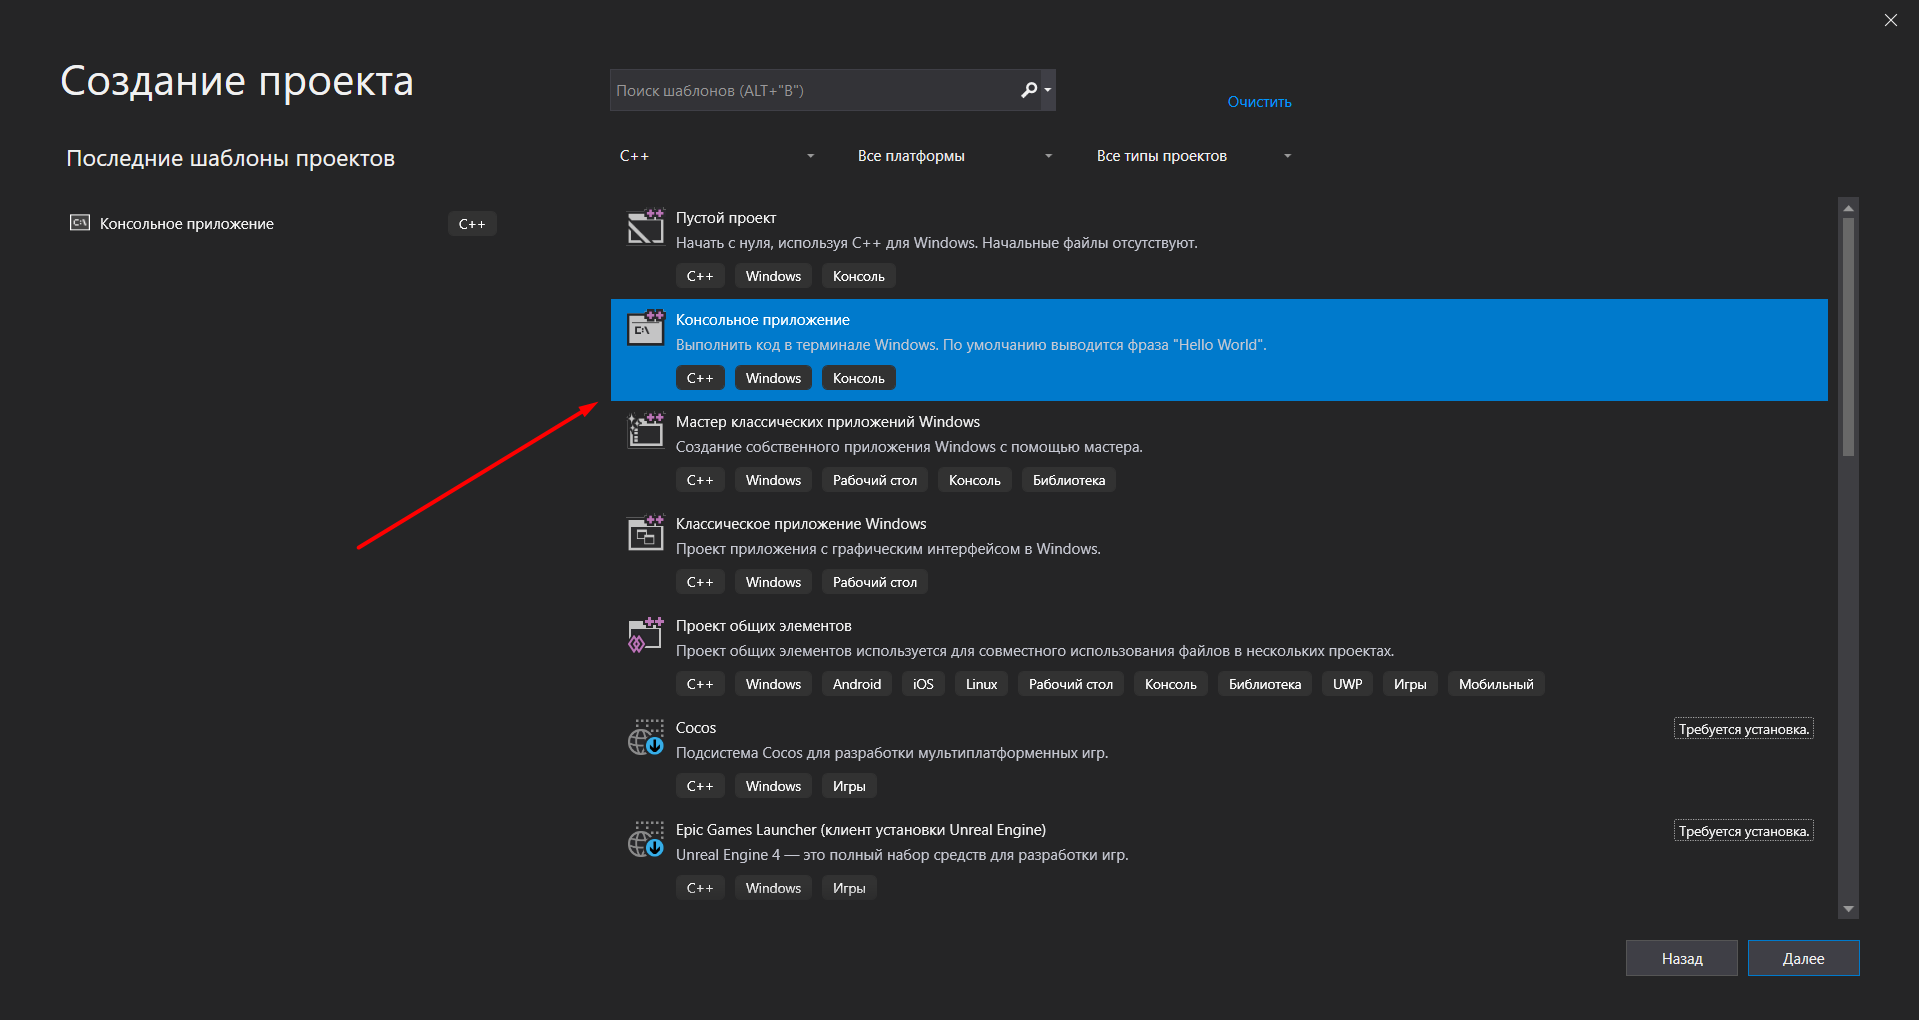 Создание проекта
Поиск шаблонов (ALT+"В")
Очистить
Последние шаблоны проектов
C++
Все платформы
Все типы проектов
C:\ Консольное приложение C++
Пустой проект
Начать с нуля, используя C++ для Windows. Начальные файлы отсутствуют.
C++ Windows Консоль
C:\
Консольное приложение
Выполнить код в терминале Windows. По умолчанию выводится фраза "Hello World".
C++ Windows Консоль
Мастер классических приложений Windows
Создание собственного приложения Windows с помощью мастера.
C++ Windows Рабочий стол Консоль Библиотека
Классическое приложение Windows
Проект приложения с графическим интерфейсом в Windows.
C++ Windows Рабочий стол
Проект общих элементов
Проект общих элементов используется для совместного использования файлов в нескольких проектах.
C++ Windows Android iOS Linux Рабочий стол Консоль Библиотека UWP Игры Мобильный
Cocos
Требуется установка.
Подсистема Cocos для разработки мультиплатформенных игр.
C++ Windows Игры
Epic Games Launcher (клиент установки Unreal Engine)
Требуется установка.
Unreal Engine 4 — это полный набор средств для разработки игр.
C++ Windows Игры
Назад
Далее